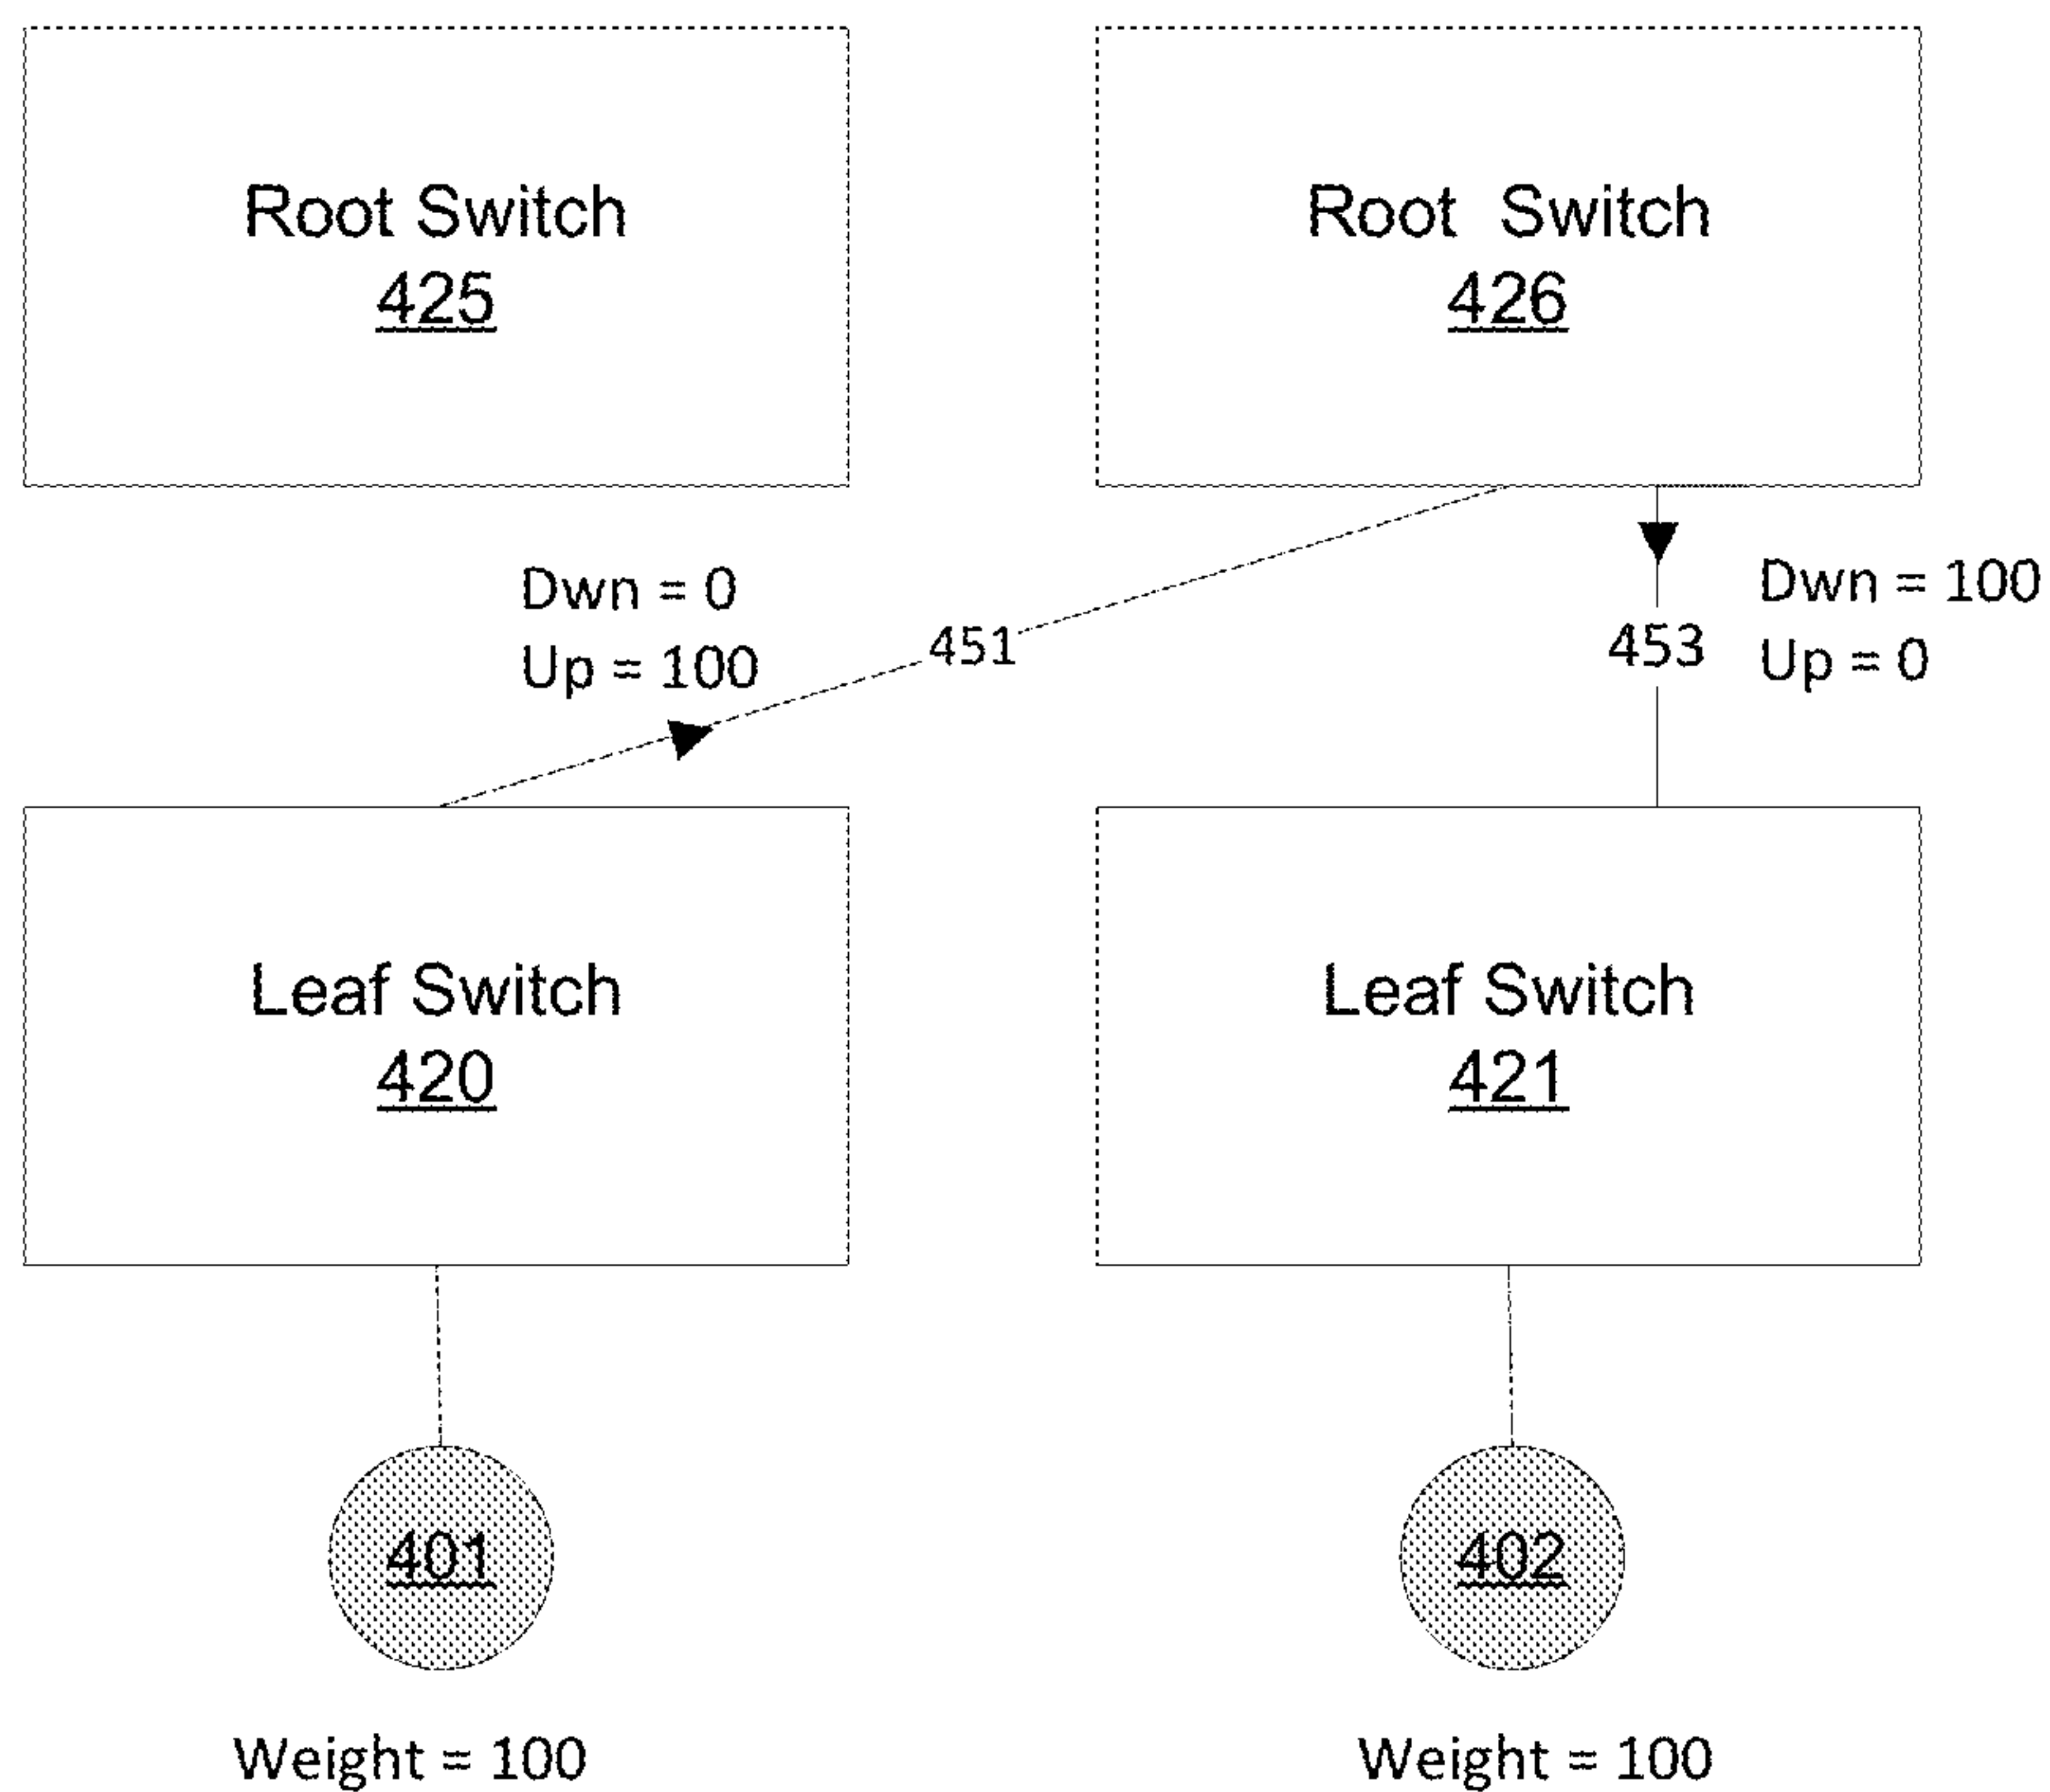 Root Switch
425
Root Switch
426
Dwn = 0
Up = 100
451
453
Dwn = 100
Up = 0
Leaf Switch
420
Leaf Switch
421
401
402
Weight = 100
Weight = 100